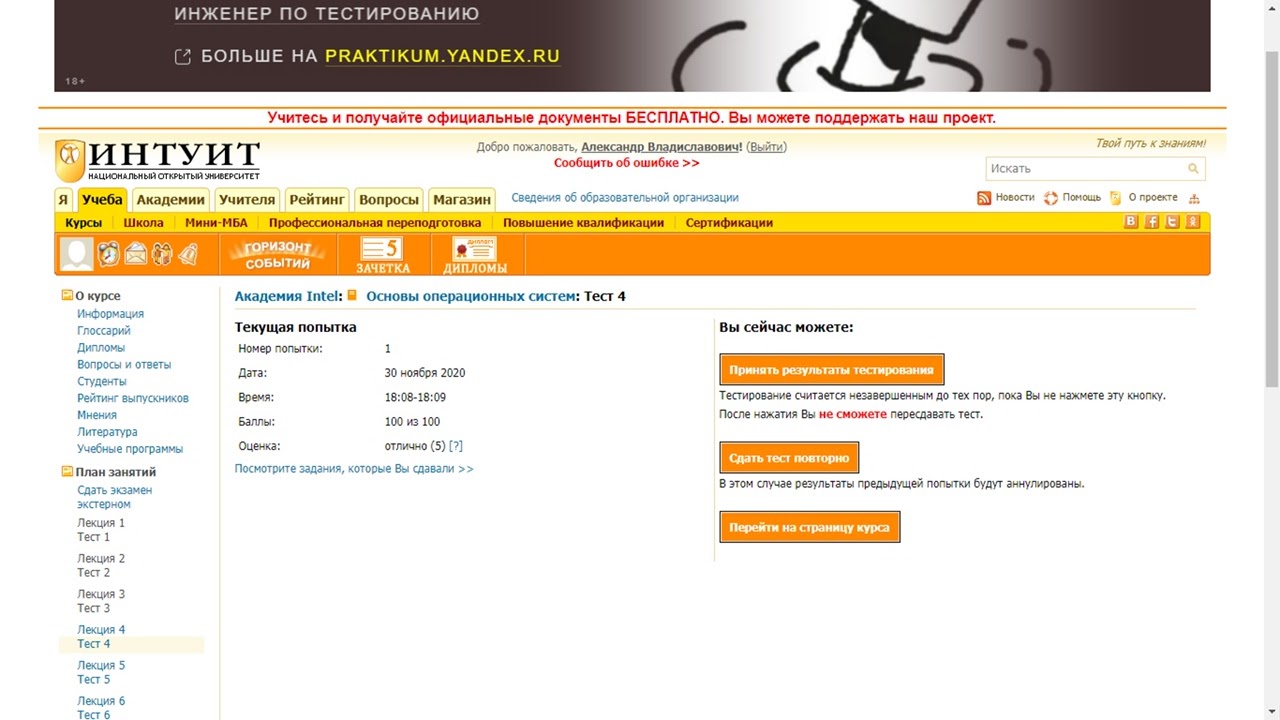 ИНЖЕНЕР ПО ТЕСТИРОВАНИЮ
БОЛЬШЕ НА PRAKTIKUM.YANDEX.RU
18+
Учитесь и получайте официальные документы БЕСПЛАТНО. Вы можете поддержать наш проект.
ИНТУИТ
НАЦИОНАЛЬНЫЙ ОТКРЫТЫЙ УНИВЕРСИТЕТ
Добро пожаловать, Александр Владиславович! (Выйти)
Сообщить об ошибке >>
Твой путь к знаниям!
Искать
Я Учеба Академии Учителя Рейтинг Вопросы Магазин Сведения об образовательной организации
Новости Помощь О проекте
Курсы Школа Мини-МБА Профессиональная переподготовка Повышение квалификации Сертификации
ГОРИЗОНТ
СОБЫТИЙ
5
ЗАЧЕТКА
ДИПЛОМ
ДИПЛОМЫ
О курсе
Информация
Глоссарий
Дипломы
Вопросы и ответы
Студенты
Рейтинг выпускников
Мнения
Литература
Учебные программы
План занятий
Сдать экзамен
экстерном
Лекция 1
Тест 1
Лекция 2
Тест 2
Лекция 3
Тест 3
Лекция 4
Тест 4
Лекция 5
Тест 5
Лекция 6
Тест 6
Академия Intel: Основы операционных систем: Тест 4
Текущая попытка
Номер попытки: 1
Дата: 30 ноября 2020
Время: 18:08-18:09
Баллы: 100 из 100
Оценка: отлично (5) [?]
Посмотрите задания, которые Вы сдавали >>
Вы сейчас можете:
Принять результаты тестирования
Тестирование считается незавершенным до тех пор, пока Вы не нажмете эту кнопку.
После нажатия Вы не сможете пересдавать тест.
Сдать тест повторно
В этом случае результаты предыдущей попытки будут аннулированы.
Перейти на страницу курса